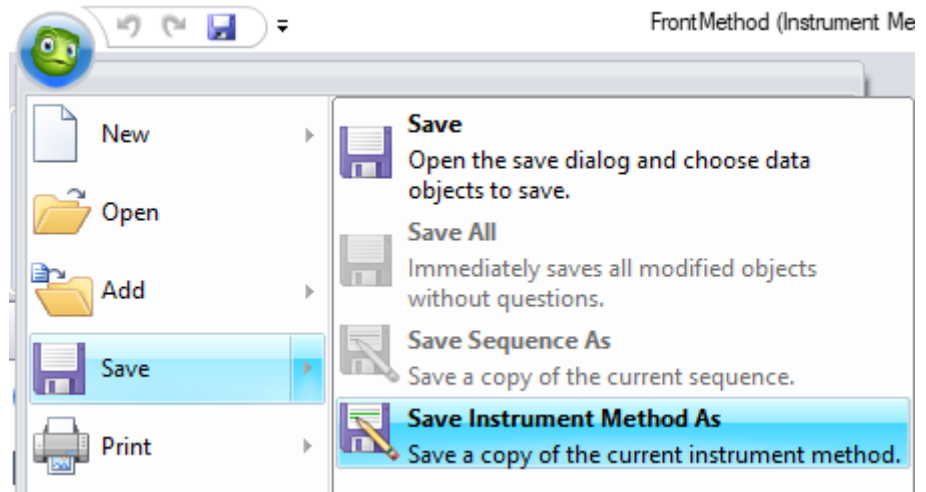 FrontMethod (Instrument Me
New
Open
Add
Save
Print
Save
Open the save dialog and choose data
objects to save.
Save All
Immediately saves all modified objects
without questions.
Save Sequence As
Save a copy of the current sequence.
Save Instrument Method As
Save a copy of the current instrument method.